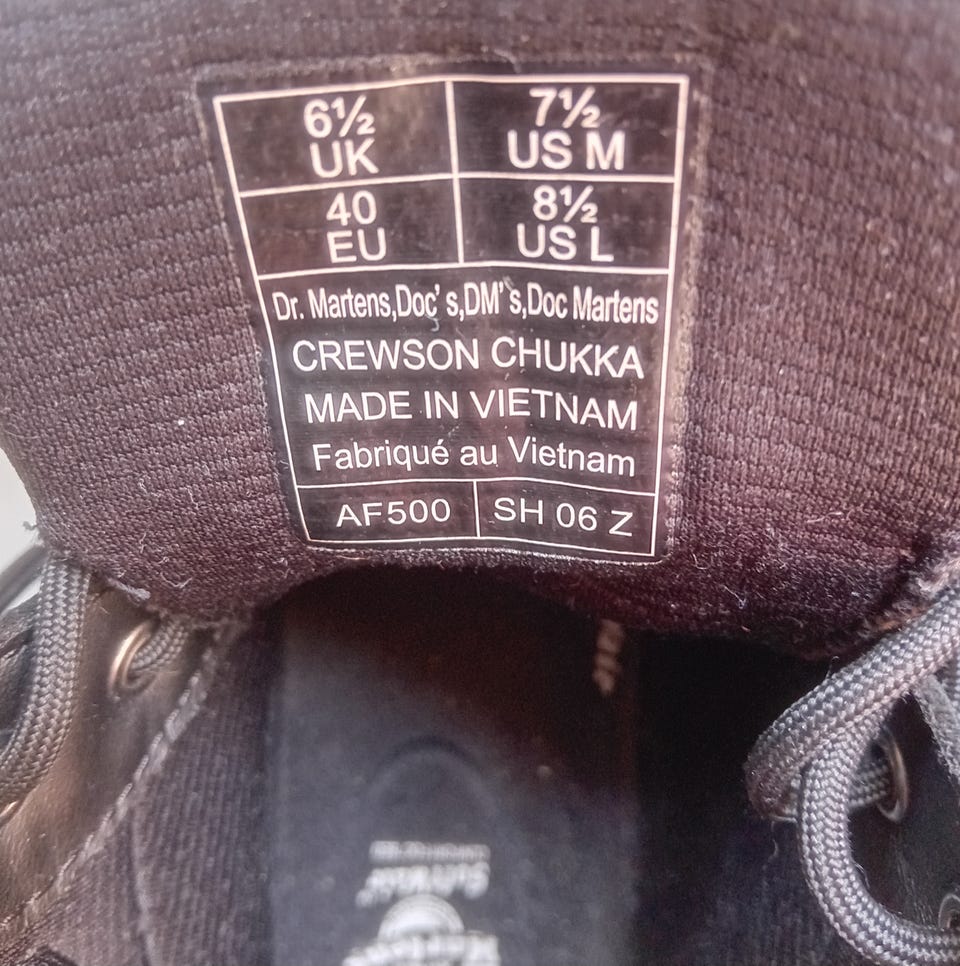 6½ UK
7½ US M
40 EU
8½ US L
Dr. Martens,Doc's,DM's,Doc Martens
CREWSON CHUKKA
MADE IN VIETNAM
Fabriqué au Vietnam
AF500
SH 06 Z